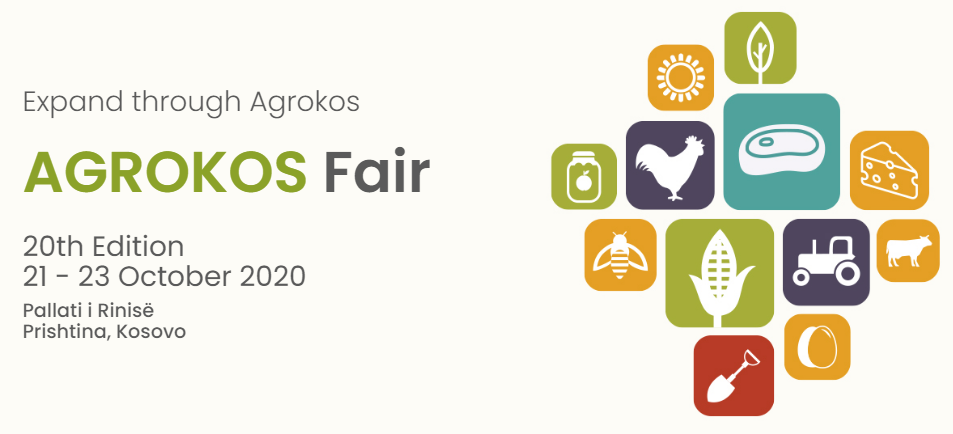 Expand through Agrokos
AGROKOS Fair
20th Edition
21 - 23 October 2020
Pallati i Rinisë
Prishtina, Kosovo